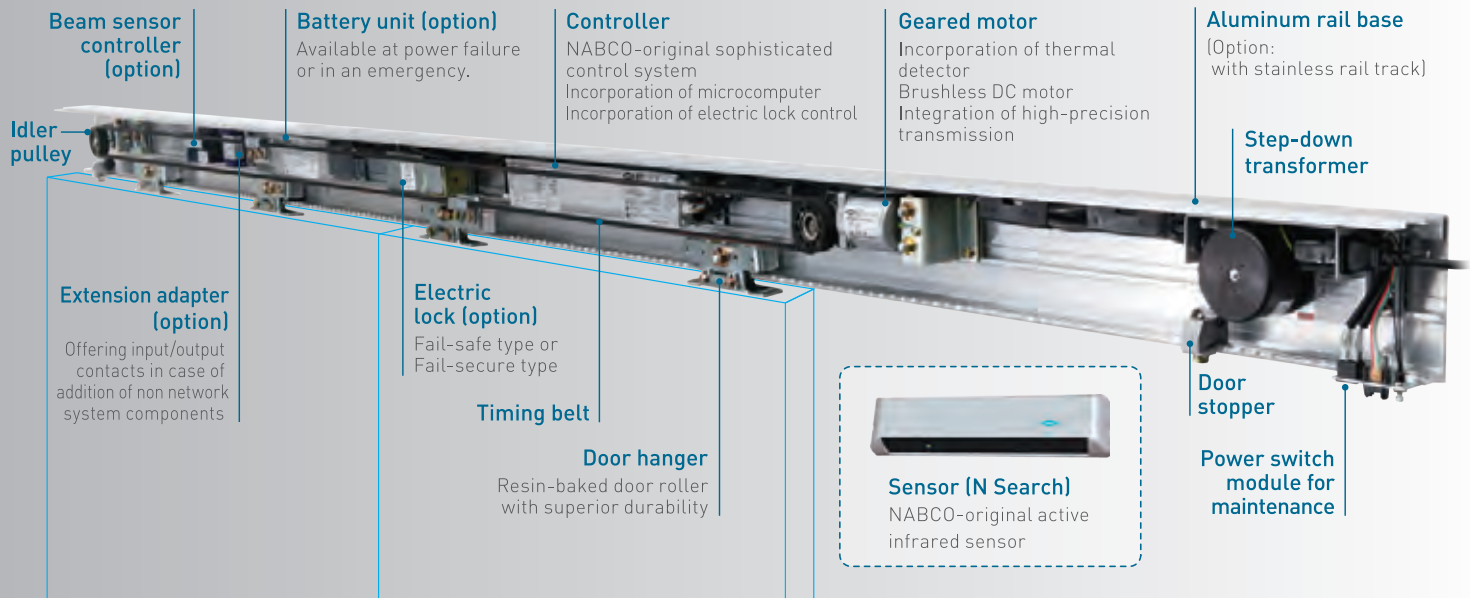 Beam sensor
controller
(option)
Battery unit (option)
Available at power failure
or in an emergency.
Controller
NABCO-original sophisticated
control system
Incorporation of microcomputer
Incorporation of electric lock control
Geared motor
Incorporation of thermal
detector
Brushless DC motor
Integration of high-precision
transmission
Aluminum rail base
(Option:
with stainless rail track)
Idler
pulley
Step-down
transformer
Extension adapter
(option)
Offering input/output
contacts in case of
addition of non network
system components
Electric
lock (option)
Fail-safe type or
Fail-secure type
Timing belt
Door hanger
Resin-baked door roller
with superior durability
Sensor (N Search)
NABCO-original active
infrared sensor
Door
stopper
Power switch
module for
maintenance